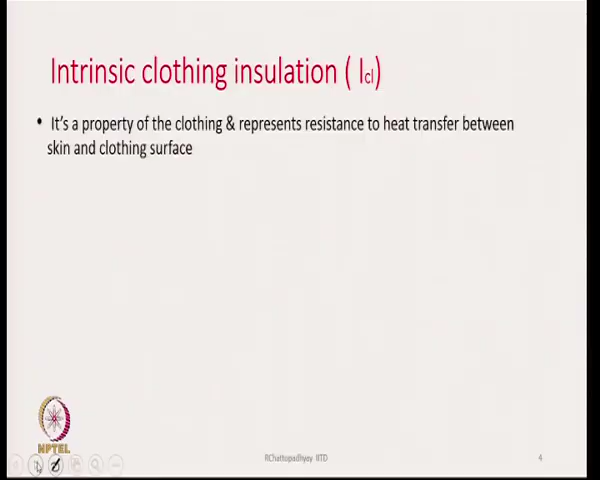 Intrinsic clothing insulation ( Icl)
• It's a property of the clothing & represents resistance to heat transfer between
skin and clothing surface
NPTEL
RChattopadhyay IITD
4